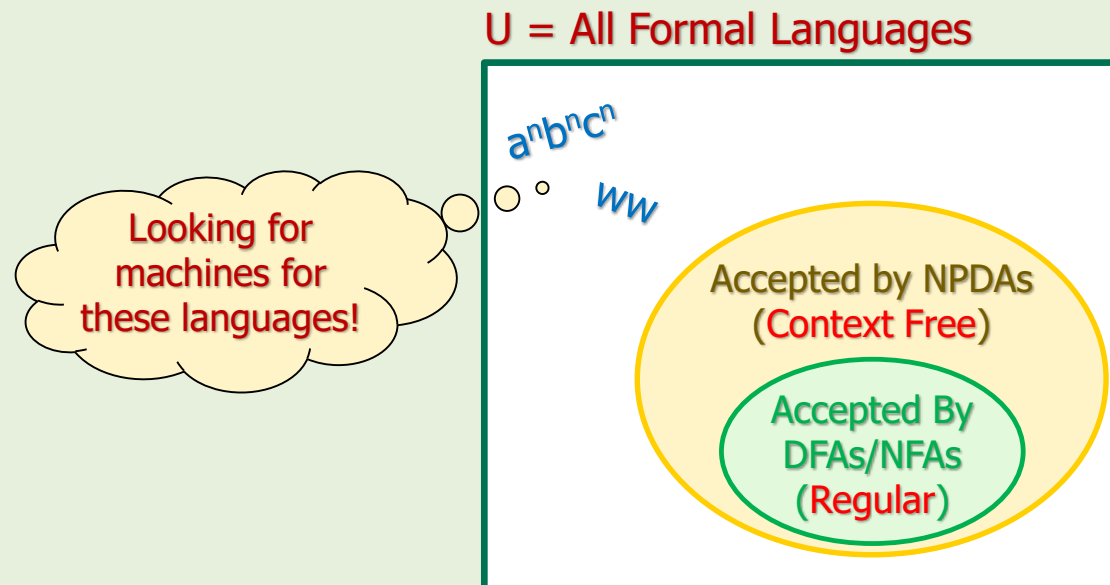 U = All Formal Languages
aⁿbⁿcⁿ
ww
Looking for
machines for
these languages!
Accepted by NPDAs
(Context Free)
Accepted By
DFAs/NFAs
(Regular)